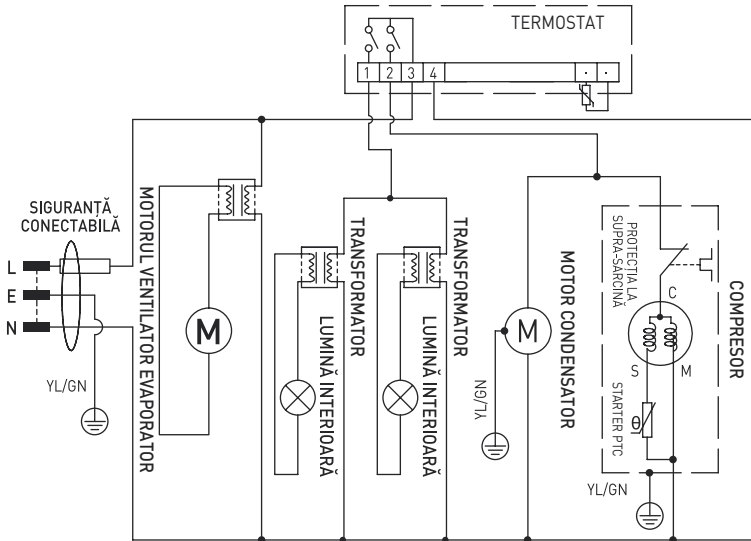 TERMOSTAT
1 2 3 4
SIGURANȚĂ
CONECTABILĂ
L
E
N
YL/GN
MOTORUL VENTILATOR EVAPORATOR
M
TRANSFORMATOR
LUMINĂ INTERIOARĂ
TRANSFORMATOR
LUMINĂ INTERIOARĂ
M
YL/GN
MOTOR CONDENSATOR
PROTECȚIA LA
SUPRA-SARCINĂ
C
S
M
θ
STARTER PTC
YL/GN
COMPRESOR